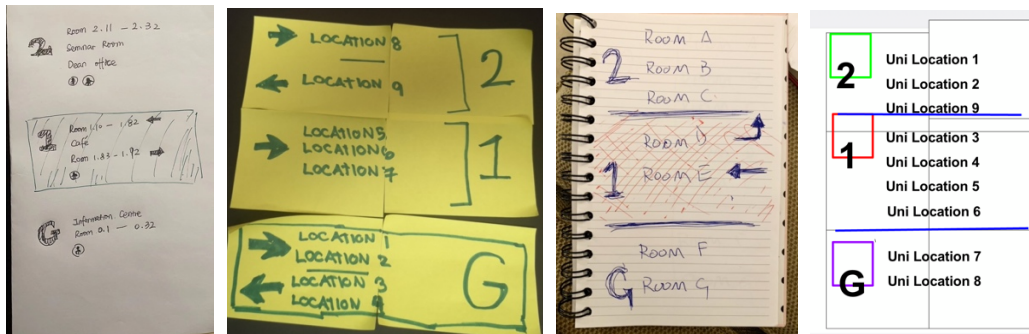 2
Room 2.11 - 2.32
Seminar Room
Dean office
1
Room 1.10 - 1.82
Café
Room 1.83 - 1.92
G
Information Centre
Room 0.1 - 0.32
LOCATION 8
LOCATION 9
2
LOCATION 5
LOCATION 6
LOCATION 7
1
LOCATION 1
LOCATION 2
LOCATION 3
LOCATION
G
2
ROOM A
ROOM B
ROOM C
1
ROOM D
ROOM E
G
ROOM F
ROOM G
2
Uni Location 1
Uni Location 2
Uni Location 9
1
Uni Location 3
Uni Location 4
Uni Location 5
Uni Location 6
G
Uni Location 7
Uni Location 8